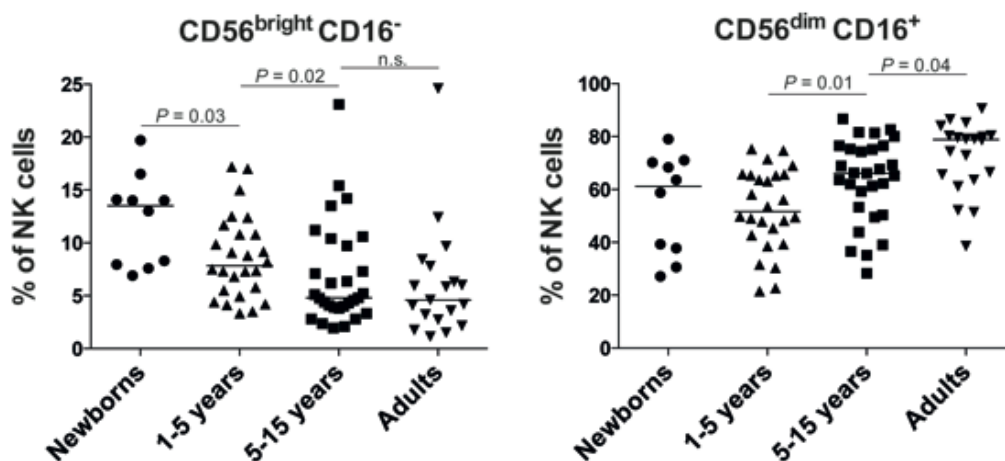 CD56bright CD16-
% of NK cells
25
20
15
10
5
0
P = 0.03
P = 0.02
n.s.
Newborns
1-5 years
5-15 years
Adults
CD56dim CD16+
% of NK cells
100
80
60
40
20
0
P = 0.01
P = 0.04
Newborns
1-5 years
5-15 years
Adults